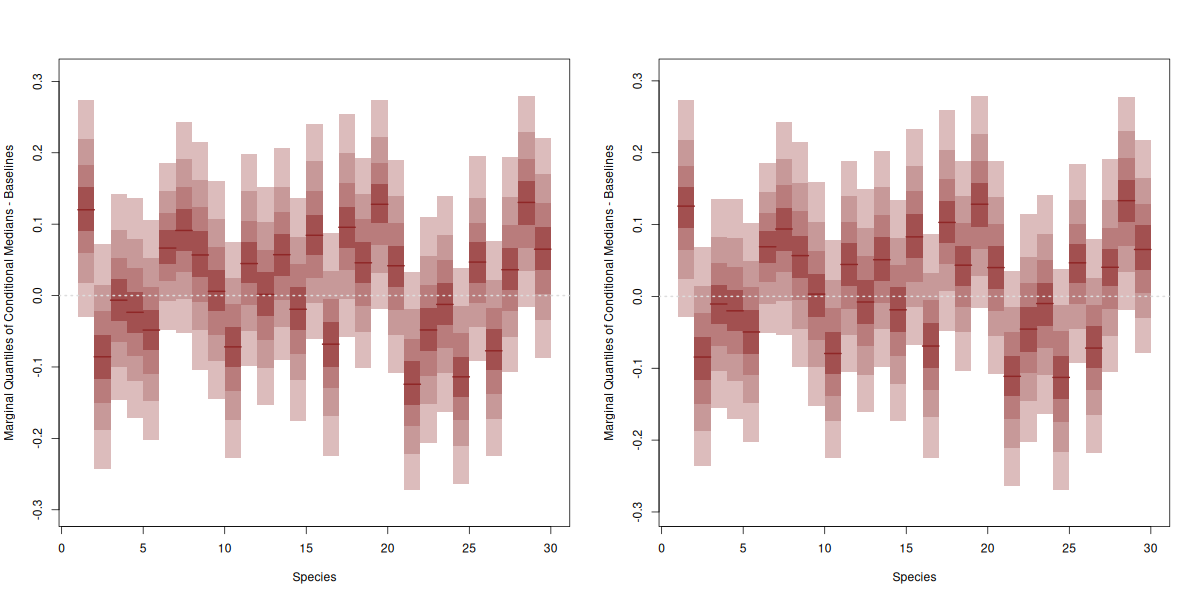 Marginal Quantiles of Conditional Medians - Baselines
0.3
0.2
0.1
0.0
-0.1
-0.2
-0.3
0 5 10 15 20 25 30
Species
Marginal Quantiles of Conditional Medians - Baselines
0.3
0.2
0.1
0.0
-0.1
-0.2
-0.3
0 5 10 15 20 25 30
Species